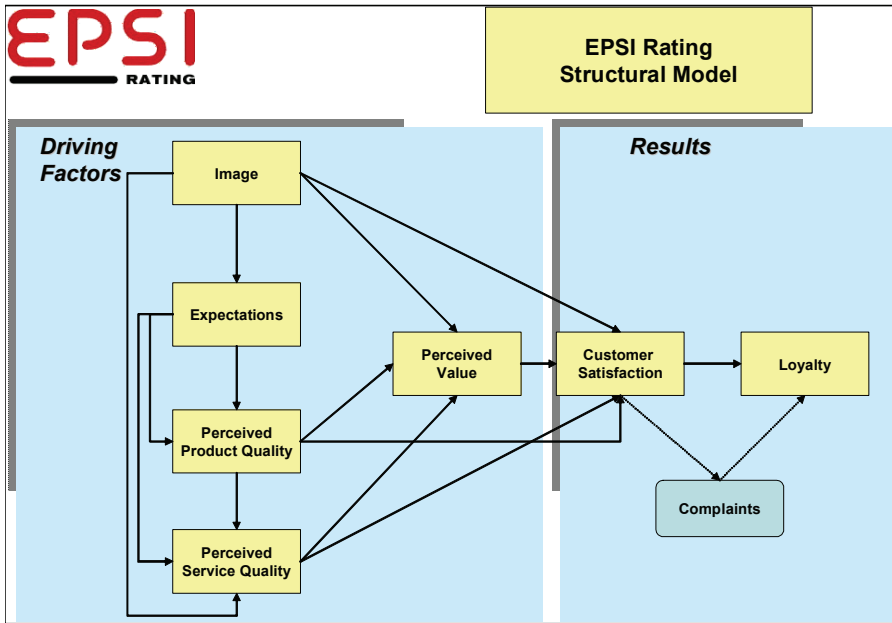 EPSI
RATING
EPSI Rating
Structural Model
Driving
Factors
Results
Image
Expectations
Perceived
Value
Customer
Satisfaction
Loyalty
Perceived
Product Quality
Complaints
Perceived
Service Quality